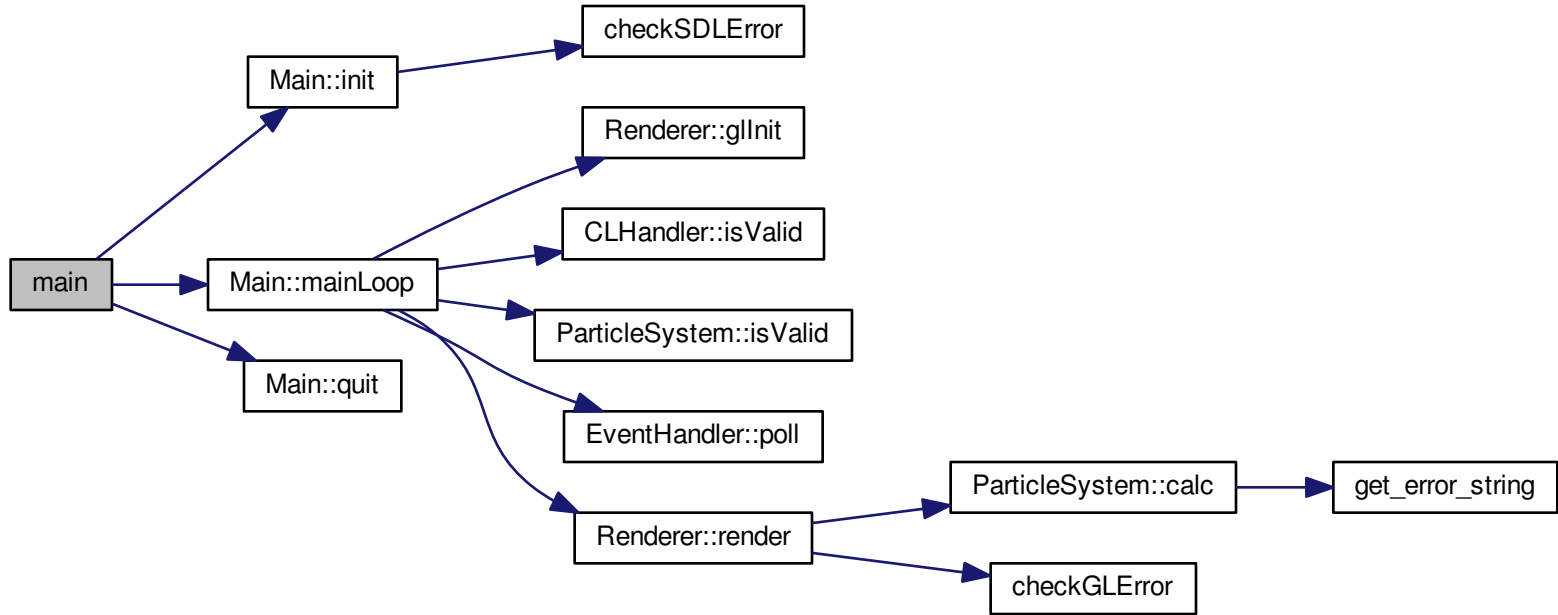 checkSDLError
Main::init
Renderer::glInit
CLHandler::isValid
main
Main::mainLoop
ParticleSystem::isValid
Main::quit
EventHandler::poll
ParticleSystem::calc
get_error_string
Renderer::render
checkGLError